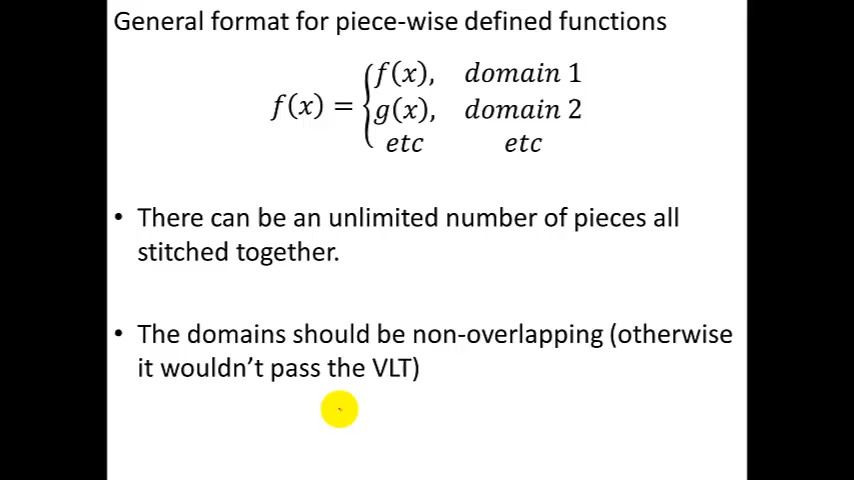 General format for piece-wise defined functions
f(x) = { f(x), domain 1
g(x), domain 2
etc etc
• There can be an unlimited number of pieces all
stitched together.
• The domains should be non-overlapping (otherwise
it wouldn't pass the VLT)